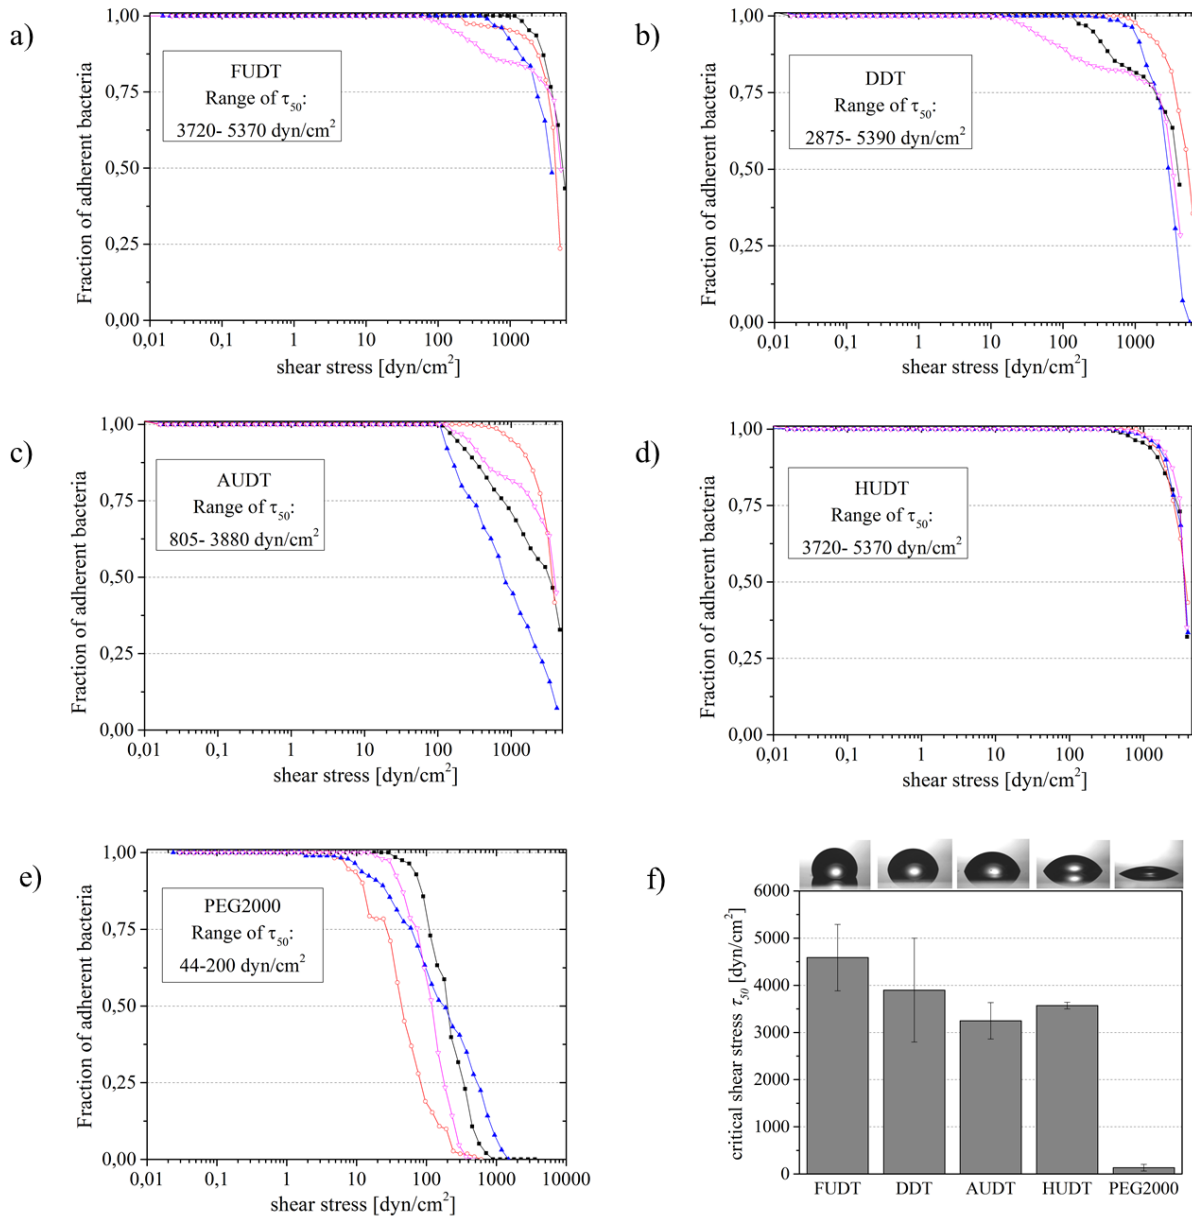 a)
1,00
0,75
0,50
0,25
0,00
Fraction of adherent bacteria
FUDT
Range of τ50:
3720- 5370 dyn/cm2
0,01 0,1 1 10 100 1000
shear stress [dyn/cm2]
b)
1,00
0,75
0,50
0,25
0,00
Fraction of adherent bacteria
DDT
Range of τ50:
2875- 5390 dyn/cm2
0,01 0,1 1 10 100 1000
shear stress [dyn/cm2]
c)
1,00
0,75
0,50
0,25
0,00
Fraction of adherent bacteria
AUDT
Range of τ50:
805- 3880 dyn/cm2
0,01 0,1 1 10 100 1000
shear stress [dyn/cm2]
d)
1,00
0,75
0,50
0,25
0,00
Fraction of adherent bacteria
HUDT
Range of τ50:
3720- 5370 dyn/cm2
0,01 0,1 1 10 100 1000
shear stress [dyn/cm2]
e)
1,00
0,75
0,50
0,25
0,00
Fraction of adherent bacteria
PEG2000
Range of τ50:
44-200 dyn/cm2
0,01 0,1 1 10 100 1000 10000
shear stress [dyn/cm2]
f)
6000
5000
4000
3000
2000
1000
0
critical shear stress τ50 [dyn/cm2]
FUDT DDT AUDT HUDT PEG2000